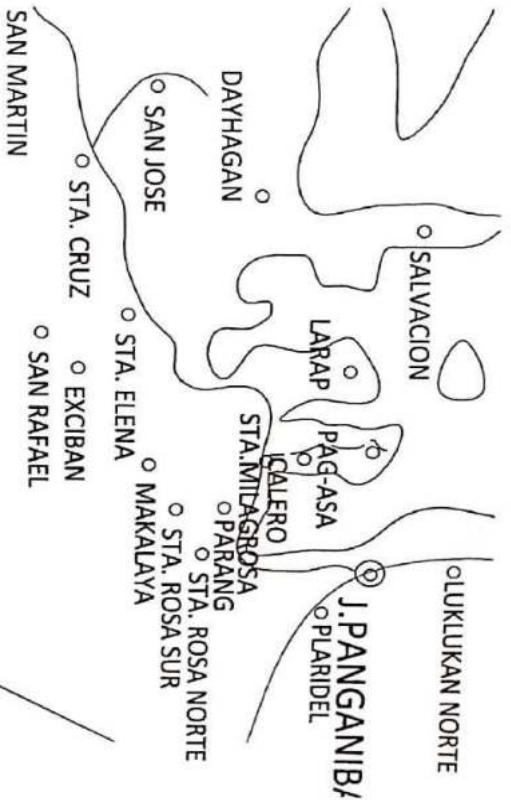 LUKLUKAN NORTE
SALVACION
J.PANGANIBA
PLARIDEL
LARAP
PAG-ASA
DAYHAGAN
CALERO
STA.MILAGROSA
PARANG
STA. ROSA NORTE
SAN JOSE
STA. ROSA SUR
MAKALAYA
STA. ELENA
STA. CRUZ
EXCIBAN
SAN RAFAEL
SAN MARTIN